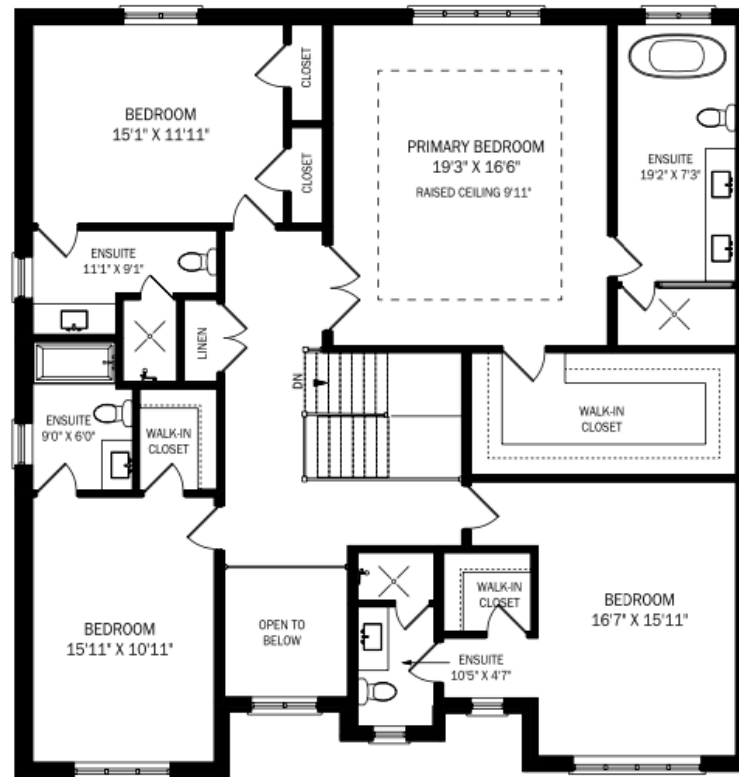 BEDROOM
15'1" X 11'11"
CLOSET
CLOSET
PRIMARY BEDROOM
19'3" X 16'6"
RAISED CEILING 9'11"
ENSUITE
19'2" X 7'3"
ENSUITE
11'1" X 9'1"
LINEN
DN
ENSUITE
9'0" X 6'0"
WALK-IN
CLOSET
WALK-IN
CLOSET
BEDROOM
15'11" X 10'11"
OPEN TO
BELOW
WALK-IN
CLOSET
ENSUITE
10'5" X 4'7"
BEDROOM
16'7" X 15'11"